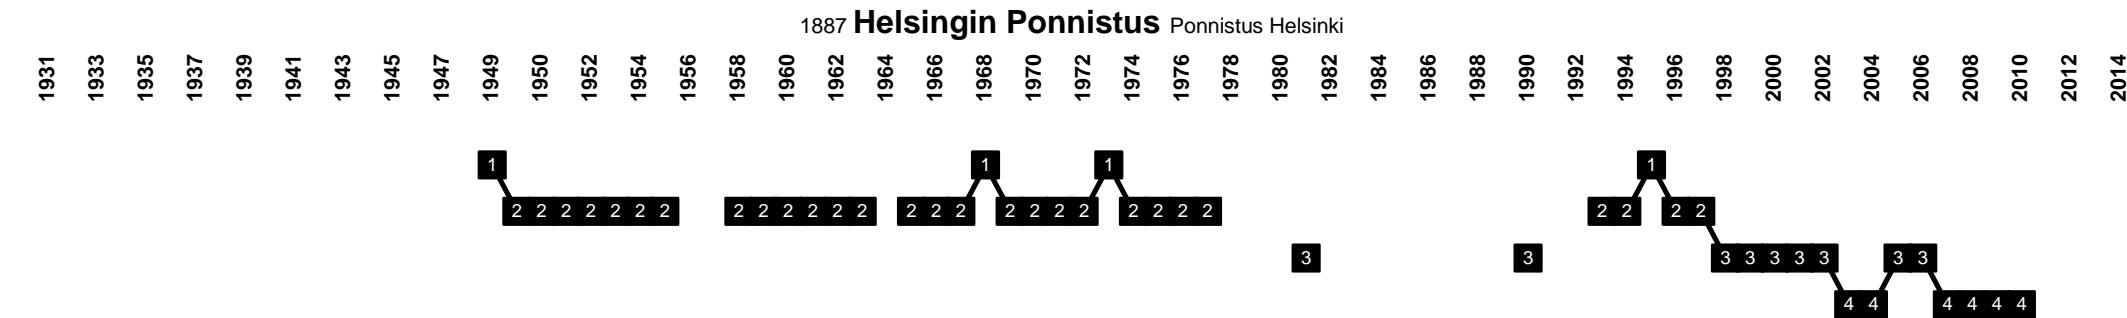 1887 Helsingin Ponnistus Ponnistus Helsinki
1931 1933 1935 1937 1939 1941 1943 1945 1947 1949 1950 1952 1954 1956 1958 1960 1962 1964 1966 1968 1970 1972 1974 1976 1978 1980 1982 1984 1986 1988 1990 1992 1994 1996 1998 2000 2002 2004 2006 2008 2010 2012 2014
1 1 1 1
2 2 2 2 2 2 2 2 2 2 2 2 2 2 2 2 2 2 2 2 2 2 2 2 2 2 2 2
3 3 3 3 3 3 3 3 3
4 4 4 4 4 4